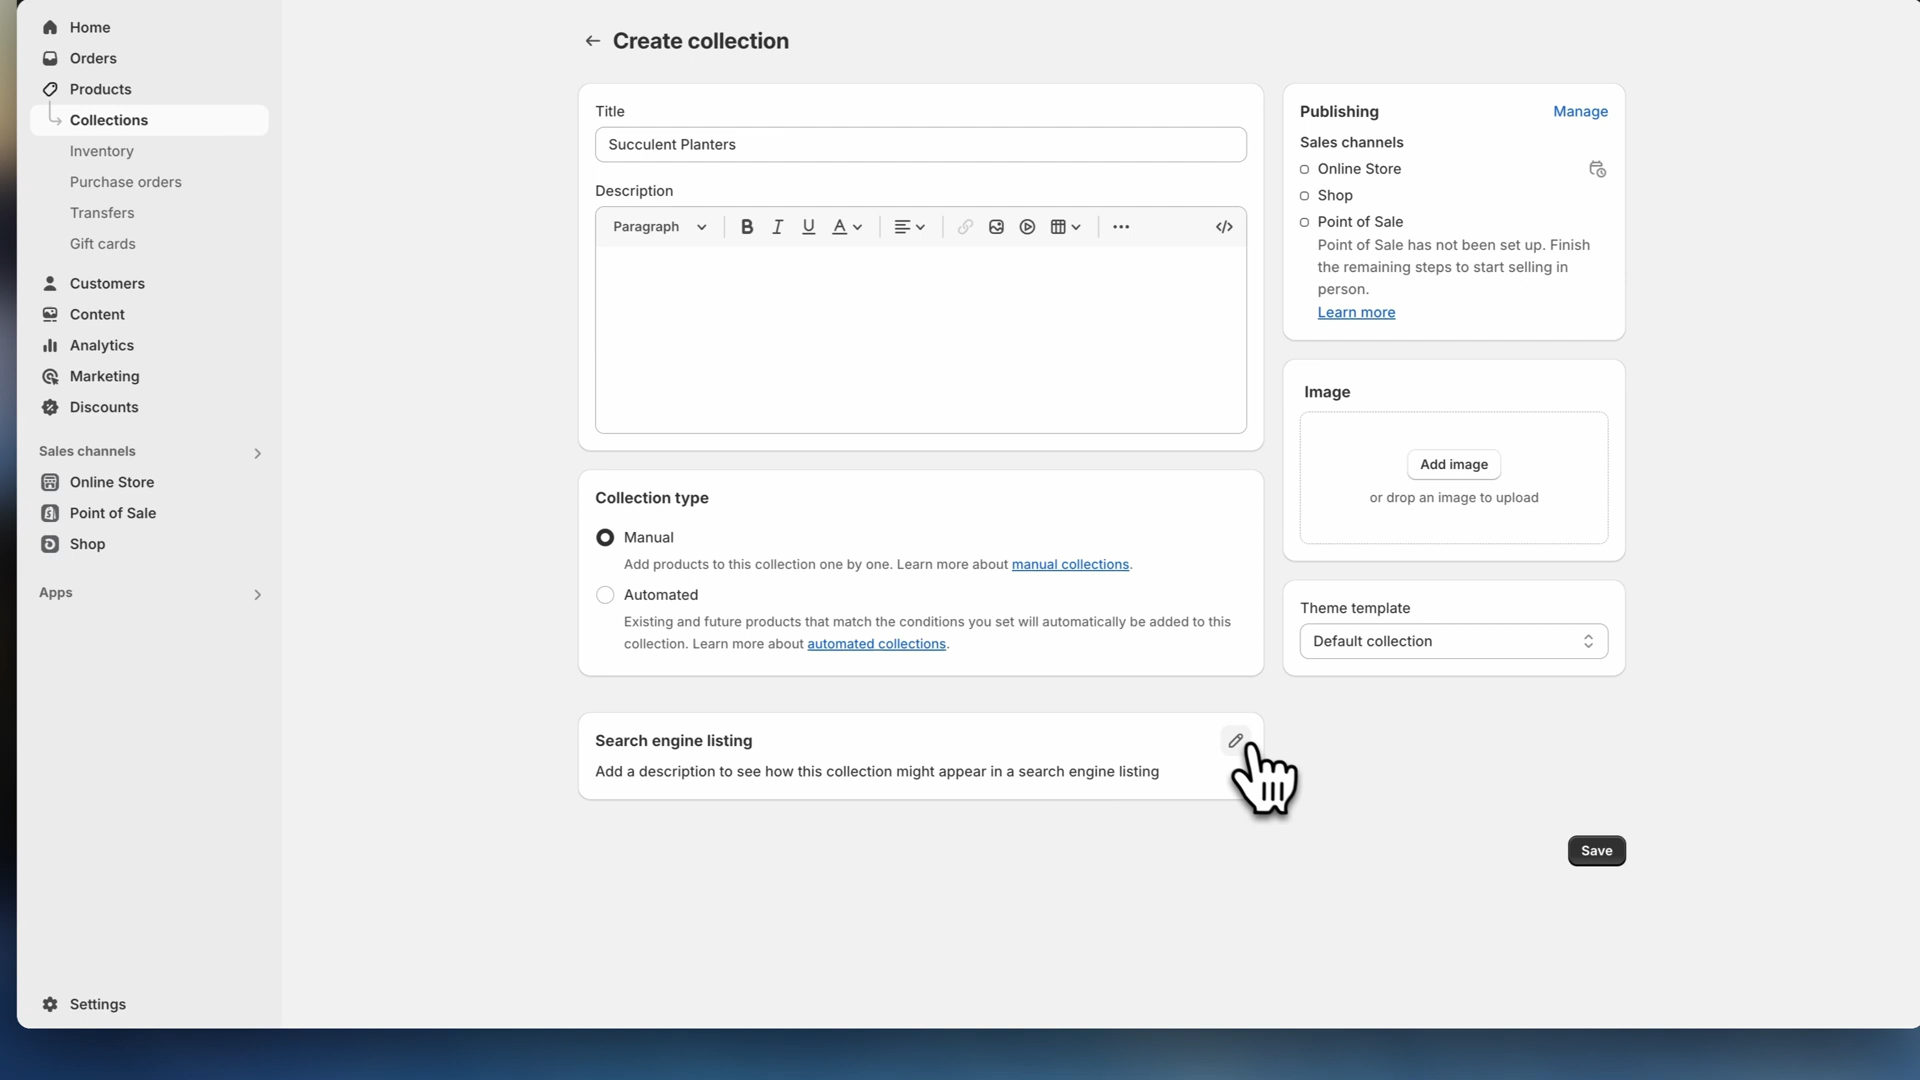 Home
Orders
Products
Collections
Inventory
Purchase orders
Transfers
Gift cards
Customers
Content
Analytics
Marketing
Discounts
Sales channels
Online Store
Point of Sale
Shop
Apps
Settings
Create collection
Title
Succulent Planters
Description
Paragraph
B I U A
Collection type
Manual
Add products to this collection one by one. Learn more about manual collections.
Automated
Existing and future products that match the conditions you set will automatically be added to this
collection. Learn more about automated collections.
Search engine listing
Add a description to see how this collection might appear in a search engine listing
Publishing
Manage
Sales channels
Online Store
Shop
Point of Sale
Point of Sale has not been set up. Finish
the remaining steps to start selling in
person.
Learn more
Image
Add image
or drop an image to upload
Theme template
Default collection
Save